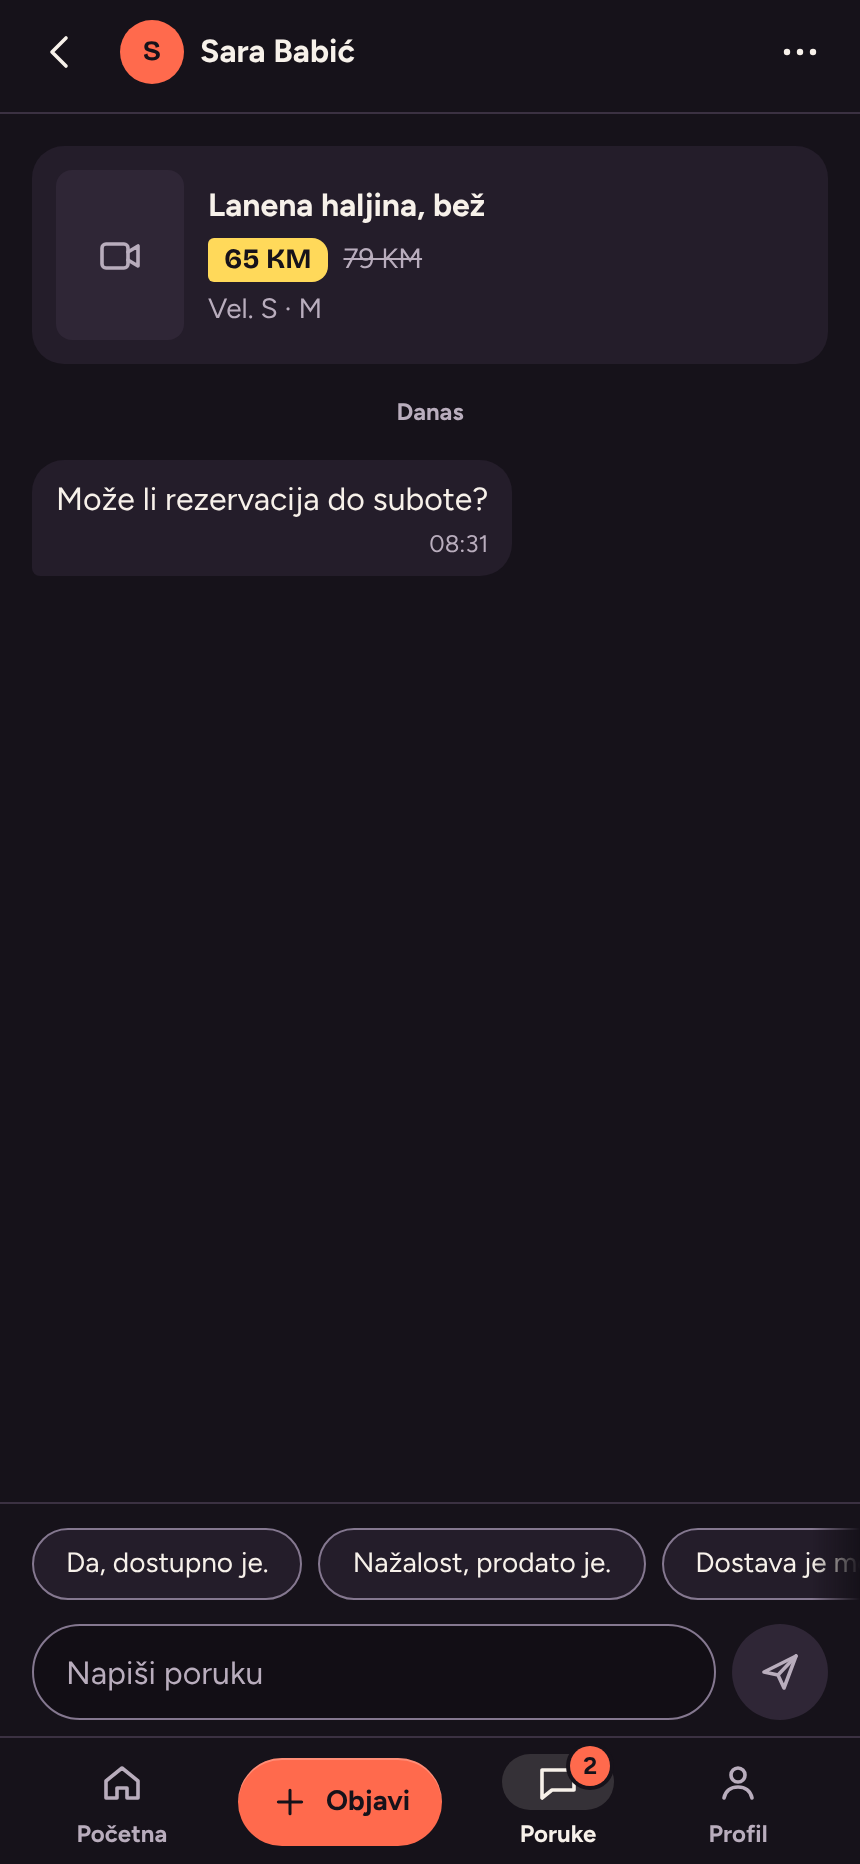 S Sara Babić
Lanena haljina, bež
65 KM 79 KM
Vel. S · M
Danas
Može li rezervacija do subote?
08:31
Da, dostupno je. Nažalost, prodato je. Dostava je m
Napiši poruku
2
Početna Objavi Poruke Profil